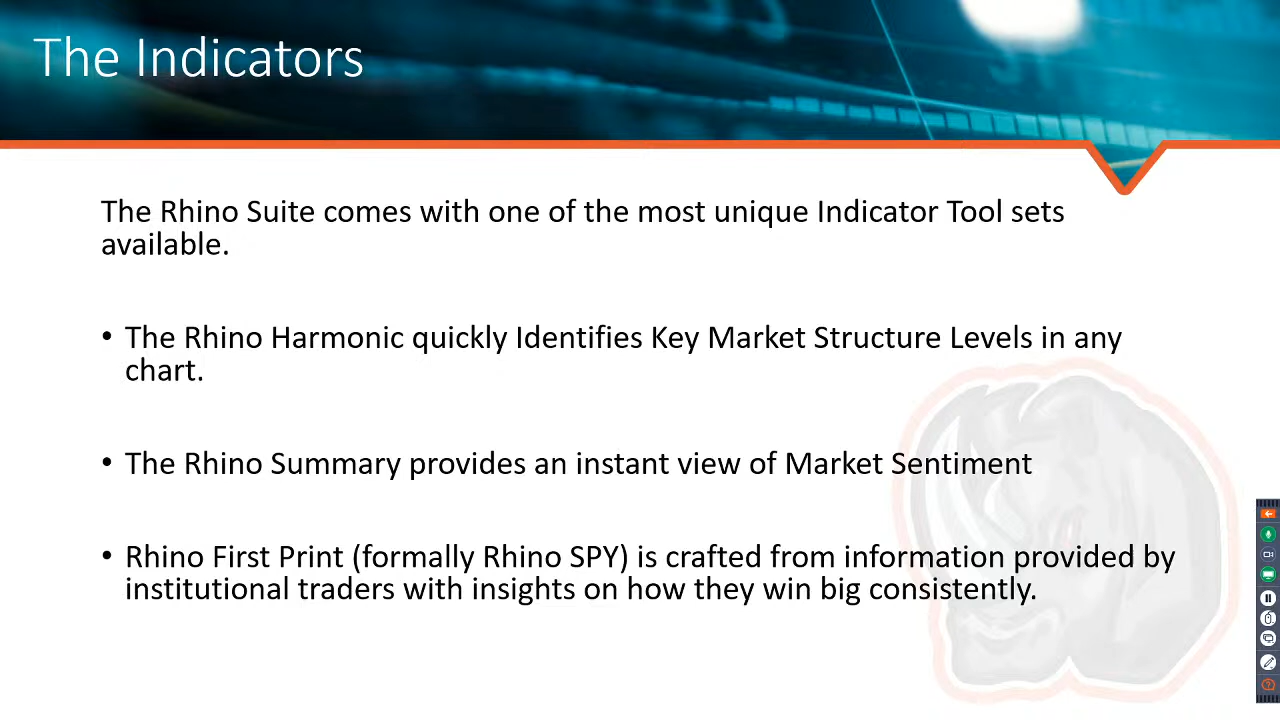 The Indicators
The Rhino Suite comes with one of the most unique Indicator Tool sets
available.
• The Rhino Harmonic quickly Identifies Key Market Structure Levels in any
chart.
• The Rhino Summary provides an instant view of Market Sentiment
• Rhino First Print (formally Rhino SPY) is crafted from information provided by
institutional traders with insights on how they win big consistently.